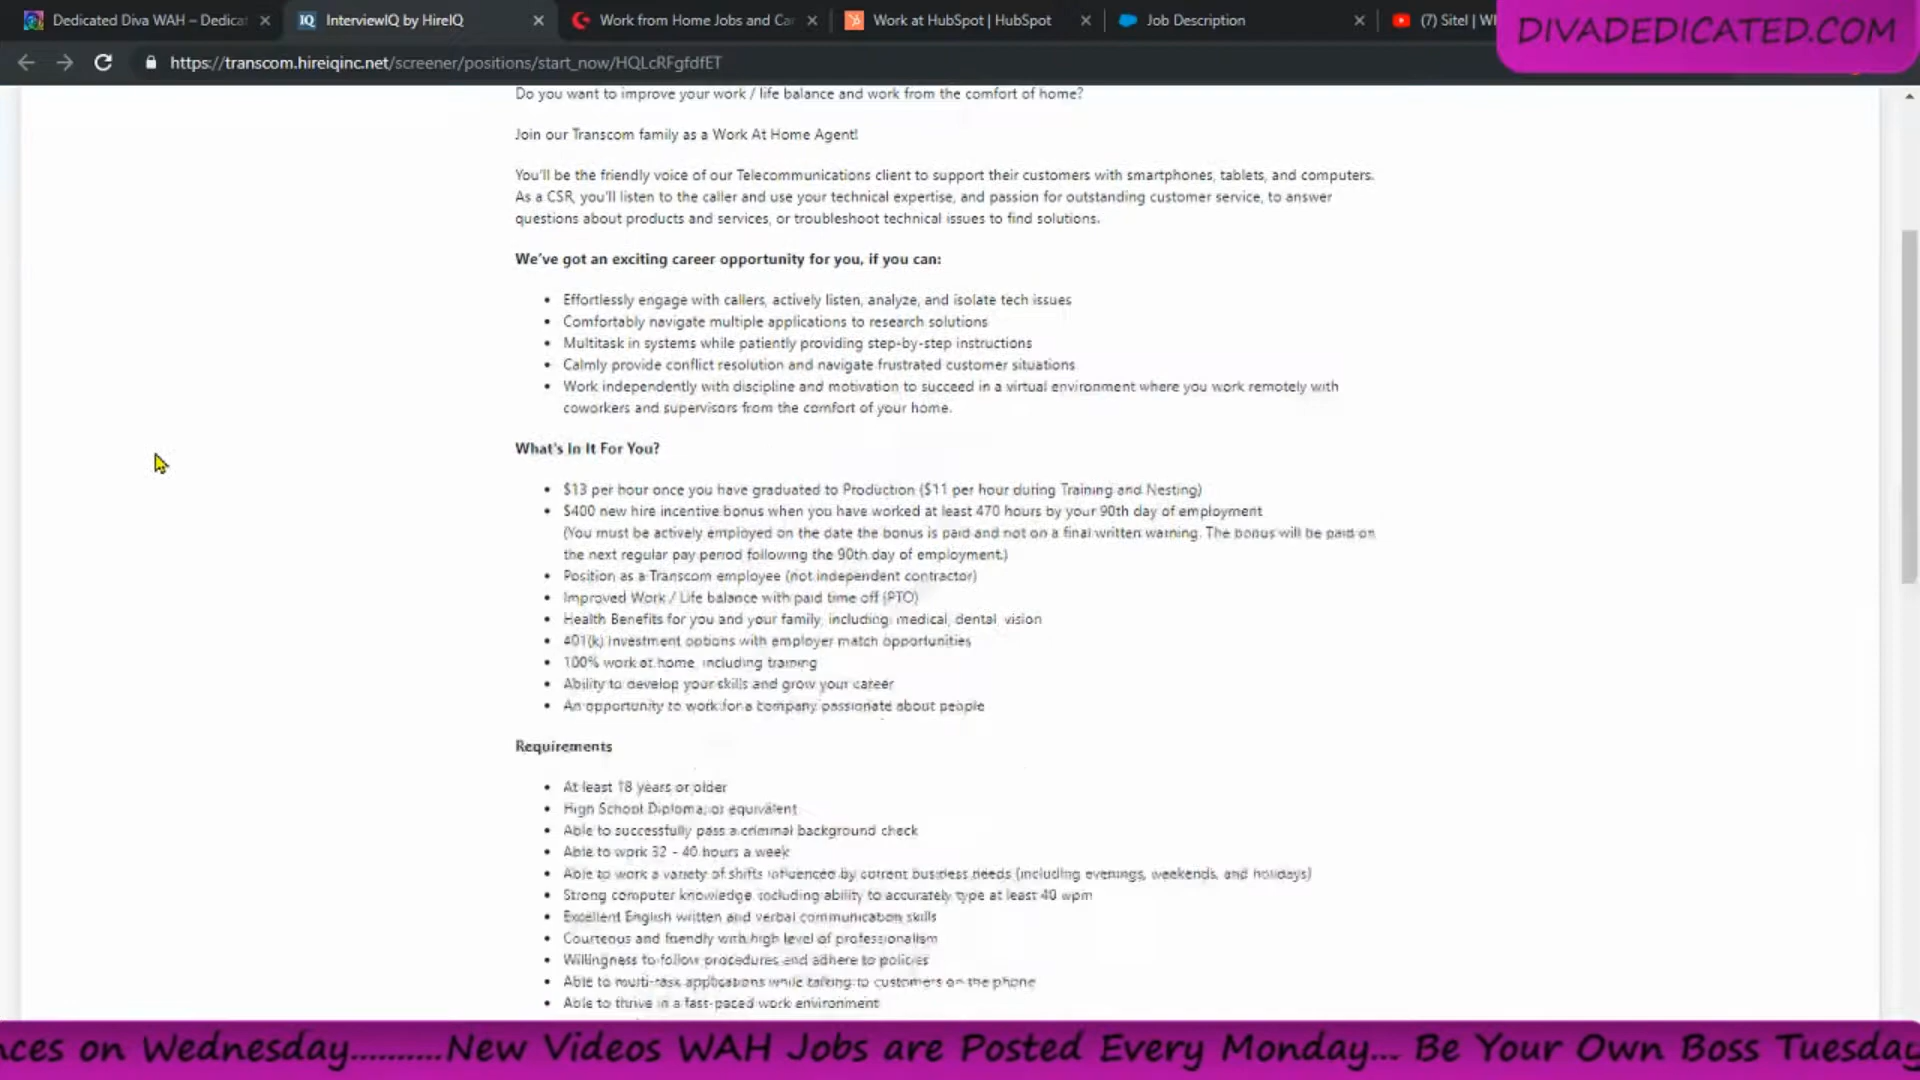 Dedicated Diva WAH – Dedicat
IQ InterviewIQ by HireIQ
Work from Home Jobs and Car
Work at HubSpot | HubSpot
Job Description
(7) Sitel | W
DIVADEDICATED.COM
https://transcom.hireiqinc.net/screener/positions/start_now/HQLcRFgfdfET
Do you want to improve your work / life balance and work from the comfort of home?
Join our Transcom family as a Work At Home Agent!
You'll be the friendly voice of our Telecommunications client to support their customers with smartphones, tablets, and computers.
As a CSR, you'll listen to the caller and use your technical expertise, and passion for outstanding customer service, to answer
questions about products and services, or troubleshoot technical issues to find solutions.
We've got an exciting career opportunity for you, if you can:
• Effortlessly engage with callers, actively listen, analyze, and isolate tech issues
• Comfortably navigate multiple applications to research solutions
• Multitask in systems while patiently providing step-by-step instructions
• Calmly provide conflict resolution and navigate frustrated customer situations
• Work independently with discipline and motivation to succeed in a virtual environment where you work remotely with
coworkers and supervisors from the comfort of your home.
What's In It For You?
• $13 per hour once you have graduated to Production ($11 per hour during Training and Nesting)
• $400 new hire incentive bonus when you have worked at least 470 hours by your 90th day of employment
(You must be actively employed on the date the bonus is paid and not on a final written warning. The bonus will be paid on
the next regular pay period following the 90th day of employment.)
• Position as a Transcom employee (not independent contractor)
• Improved Work / Life balance with paid time off (PTO)
• Health Benefits for you and your family, including: medical, dental, vision
• 401(k) investment options with employer match opportunities
• 100% work at home, including training
• Ability to develop your skills and grow your career
• An opportunity to work for a company passionate about people
Requirements
• At least 18 years or older
• High School Diploma, or equivalent
• Able to successfully pass a criminal background check
• Able to work 32 - 40 hours a week
• Able to work a variety of shifts influenced by current business needs (including evenings, weekends, and holidays)
• Strong computer knowledge including ability to accurately type at least 40 wpm
• Excellent English written and verbal communication skills
• Courteous and friendly with high level of professionalism
• Willingness to follow procedures and adhere to policies
• Able to multi-task applications while talking to customers on the phone
• Able to thrive in a fast-paced work environment
nces on Wednesday..........New Videos WAH Jobs are Posted Every Monday... Be Your Own Boss Tuesday